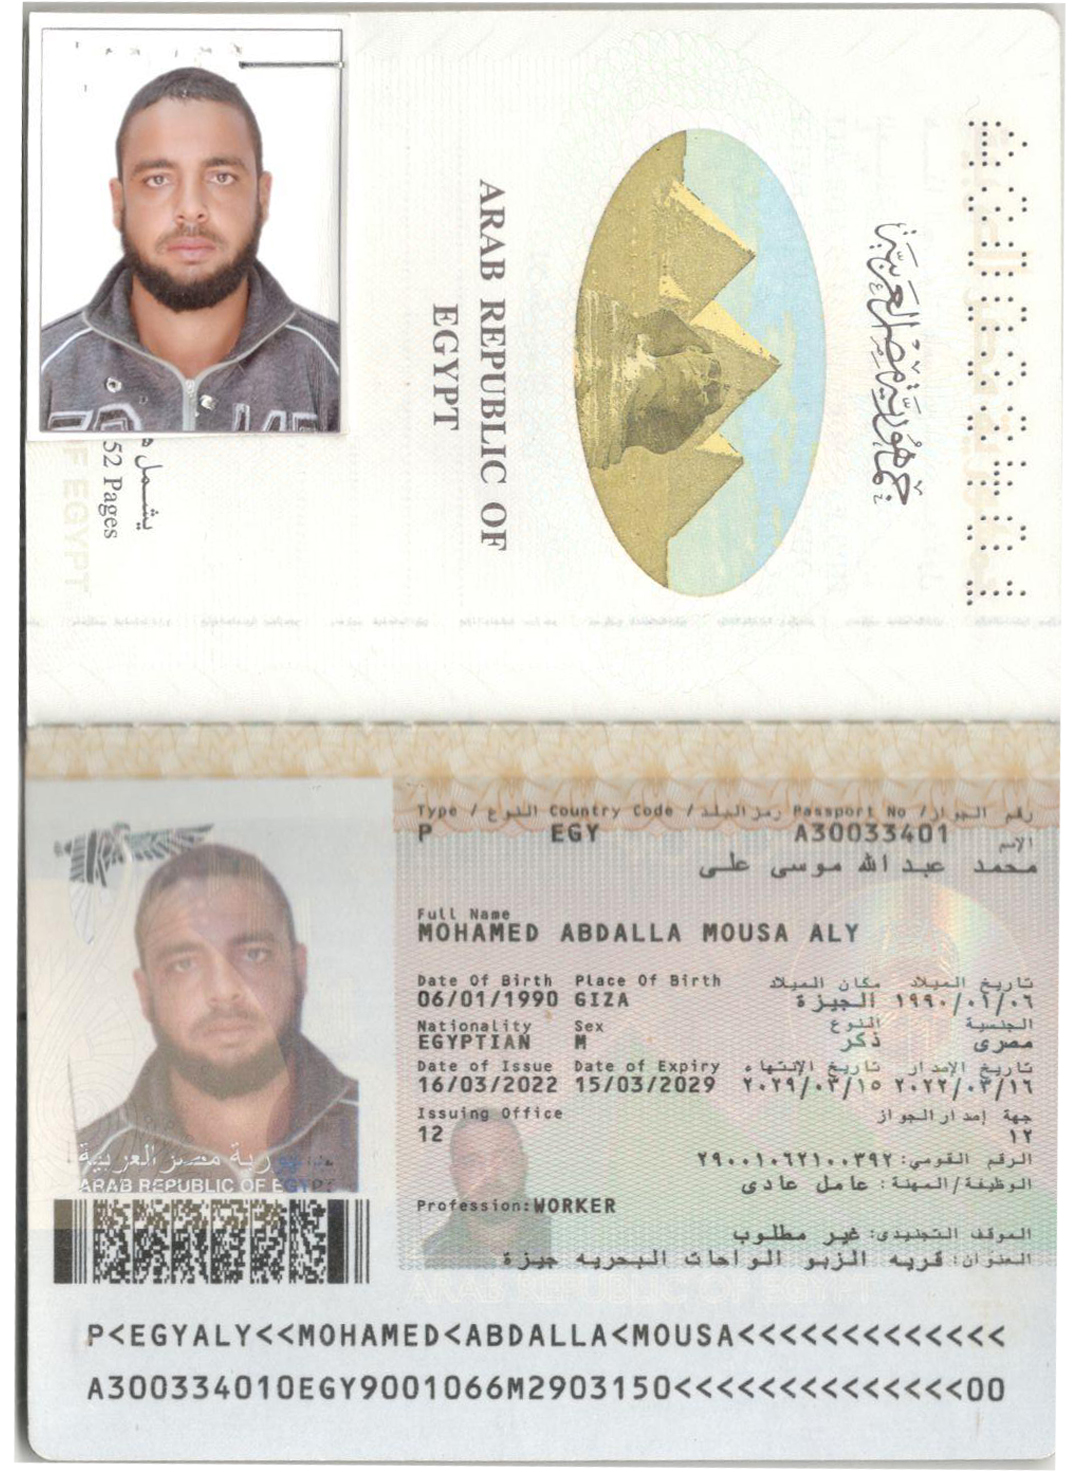 جمهورية مصر العربية
ARAB REPUBLIC OF
EGYPT
يشمل
52 Pages
F EGYPT
Type / النوع Country Code / رمز البلد Passport No / رقم الجواز
P EGY A30033401
الإسم
محمد عبدالله موسى على
Full Name
MOHAMED ABDALLA MOUSA ALY
Date Of Birth Place Of Birth مكان الميلاد تاريخ الميلاد
06/01/1990 GIZA الجيزة ١٩٩٠/٠١/٠٦
Nationality Sex النوع الجنسية
EGYPTIAN M ذكر مصرى
Date of Issue Date of Expiry تاريخ الإنتهاء تاريخ الإصدار
16/03/2022 15/03/2029 ٢٠٢٩/٠٣/١٥ ٢٠٢٢/٠٣/١٦
Issuing Office جهة إصدار الجواز
12 ١٢
الرقم القومي: ٢٩٠٠١٠٦٢١٠٠٣٩٢
الوظيفة/المهنة: عامل عادى
Profession:WORKER
الموقف التجنيدى: غير مطلوب
العنوان: قريه الزبو الواحات البحريه جيزة
رية مصر العربية
ARAB REPUBLIC OF EGYPT
P<EGYALY<<MOHAMED<ABDALLA<MOUSA<<<<<<<<<<<<<
A300334010EGY9001066M2903150<<<<<<<<<<<<<<00